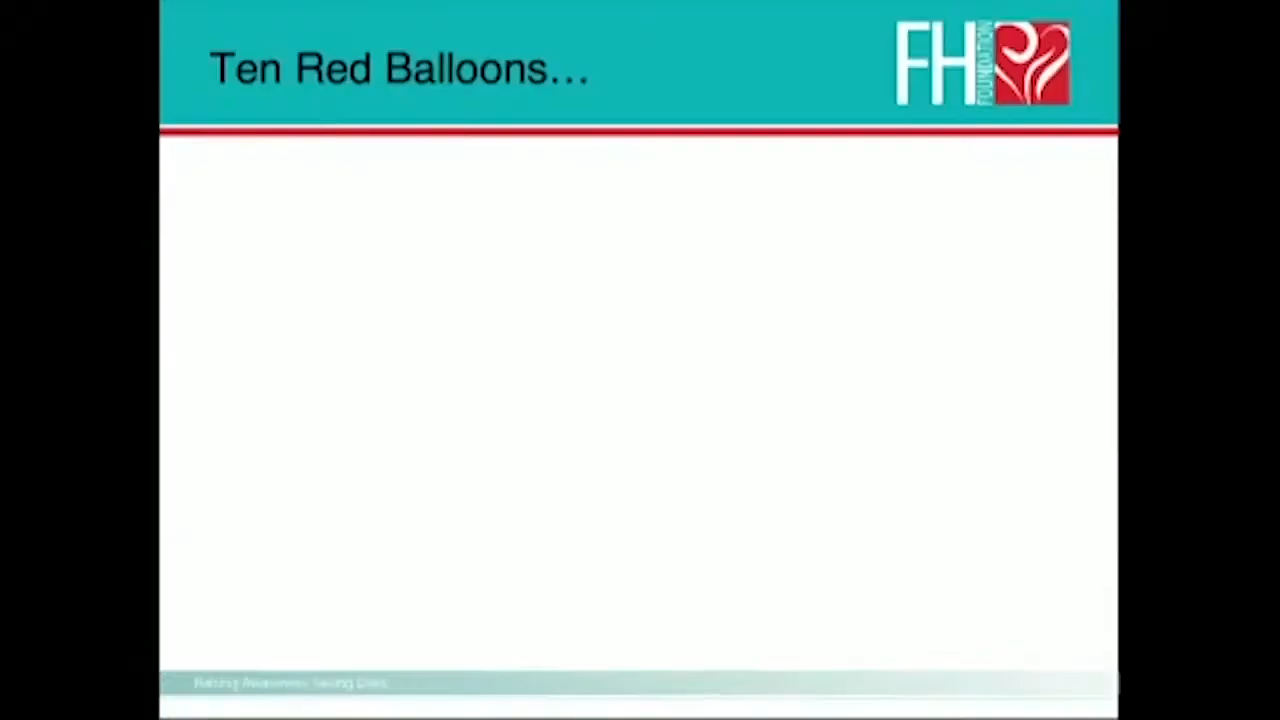 Ten Red Balloons…
FH
FOUNDATION
Raising Awareness. Saving Lives.